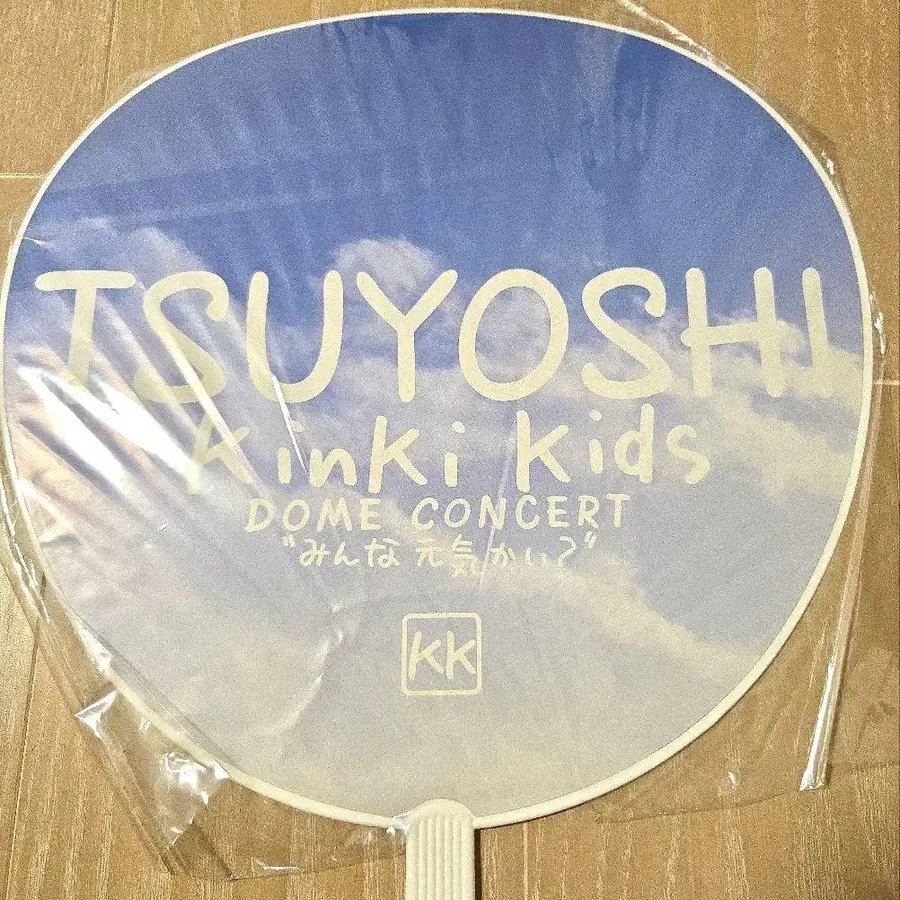 TSUYOSHI
KinKi Kids
DOME CONCERT
"みんな元気かい?"
KK